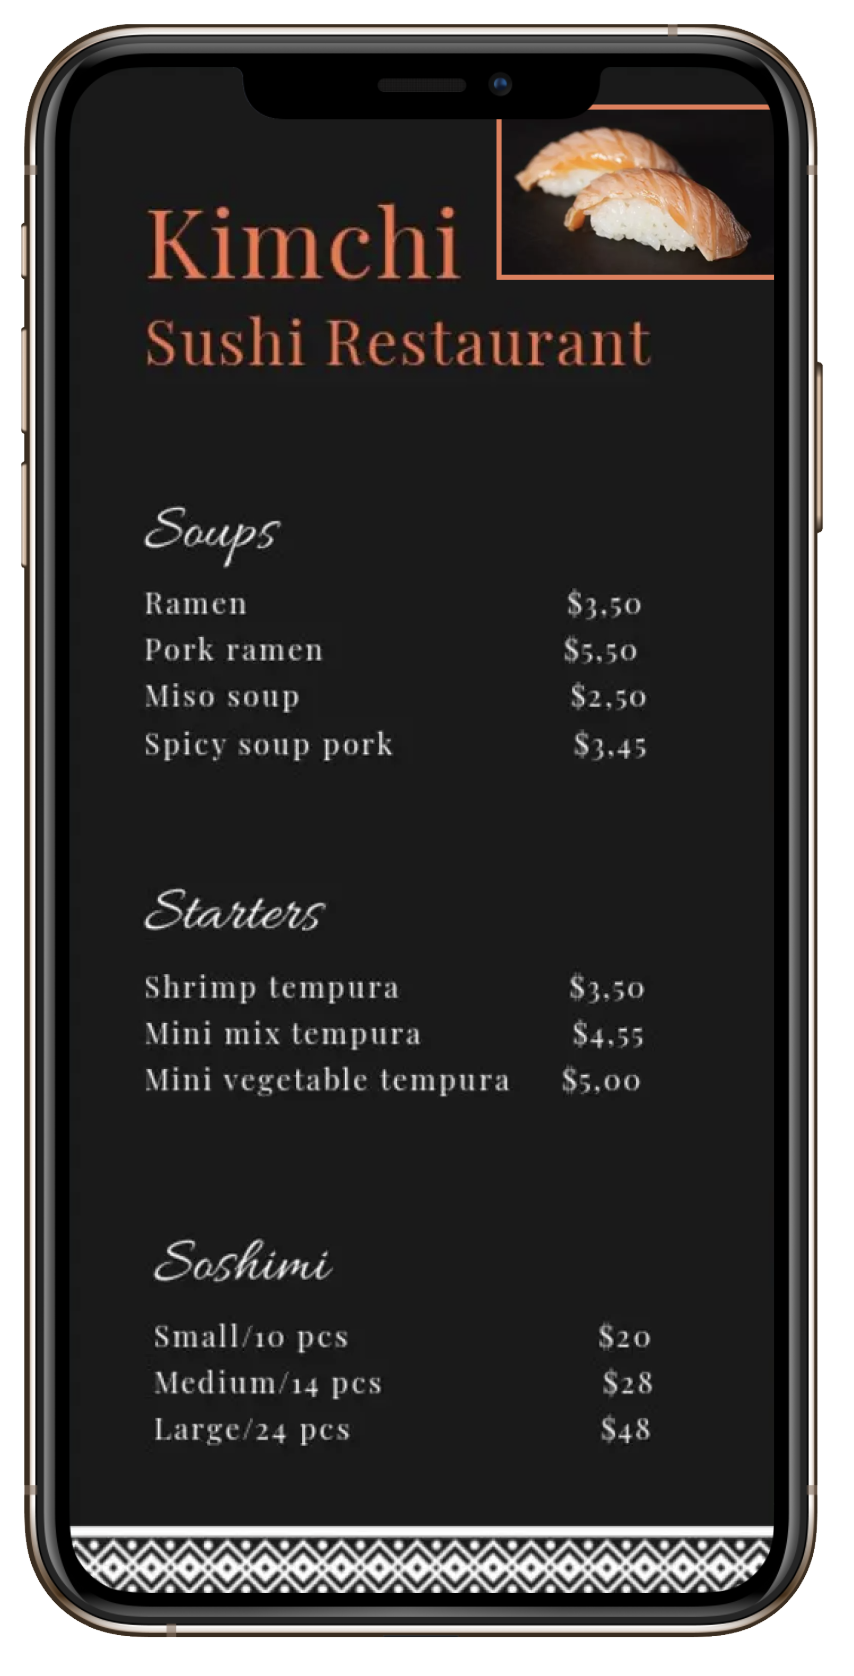 Kimchi
Sushi Restaurant
Soups
Ramen $3,50
Pork ramen $5,50
Miso soup $2,50
Spicy soup pork $3,45
Starters
Shrimp tempura $3,50
Mini mix tempura $4,55
Mini vegetable tempura $5,00
Soshimi
Small/10 pcs $20
Medium/14 pcs $28
Large/24 pcs $48